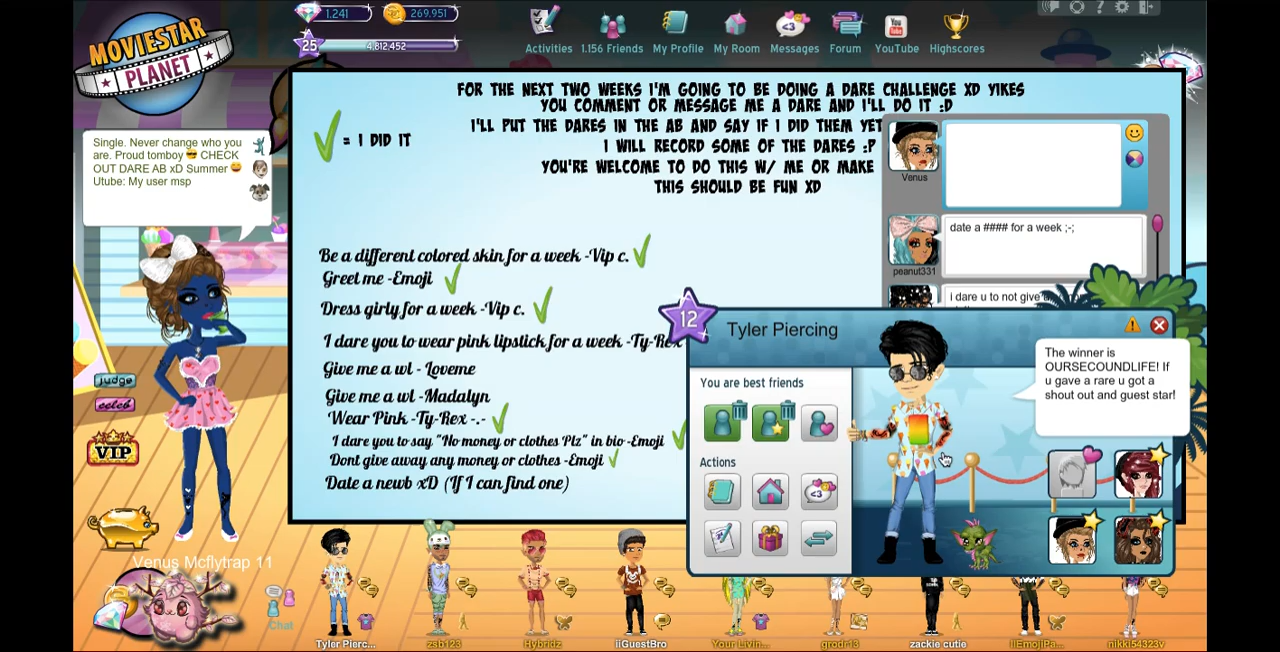 MOVIESTAR
PLANET
1.241
269.951
25
4,812,452
Activities
1.156 Friends
My Profile
My Room
Messages
Forum
YouTube
Highscores
FOR THE NEXT TWO WEEKS I'M GOING TO BE DOING A DARE CHALLENGE XD YIKES
YOU COMMENT OR MESSAGE ME A DARE AND I'LL DO IT :D
I'LL PUT THE DARES IN THE AB AND SAY IF I DID THEM YET
I WILL RECORD SOME OF THE DARES :P
YOU'RE WELCOME TO DO THIS W/ ME OR MAKE
THIS SHOULD BE FUN XD
= I DID IT
Single. Never change who you
are. Proud tomboy 😎 CHECK
OUT DARE AB xD Summer 😄
Utube: My user msp
Be a different colored skin for a week -Vip c.
Greet me -Emoji
Dress girly for a week -Vip c.
I dare you to wear pink lipstick for a week -Ty-Rex
Give me a wl - Loveme
Give me a wl -Madalyn
Wear Pink -Ty-Rex -.-
I dare you to say "No money or clothes Plz" in bio -Emoji
Dont give away any money or clothes -Emoji
Date a newb xD (If I can find one)
Venus
date a #### for a week ;-;
peanut331
i dare u to not give
12
Tyler Piercing
You are best friends
Actions
<3
The winner is
OURSECOUNDLIFE! If
u gave a rare u got a
shout out and guest star!
judge
celeb
VIP
Venus Mcflytrap 11
Chat
Tyler Pierc...
zsb123
Hybridz
iiGuestBro
Your Livin...
grodr13
zackie cutie
iiEmojiPa...
nikki54323v